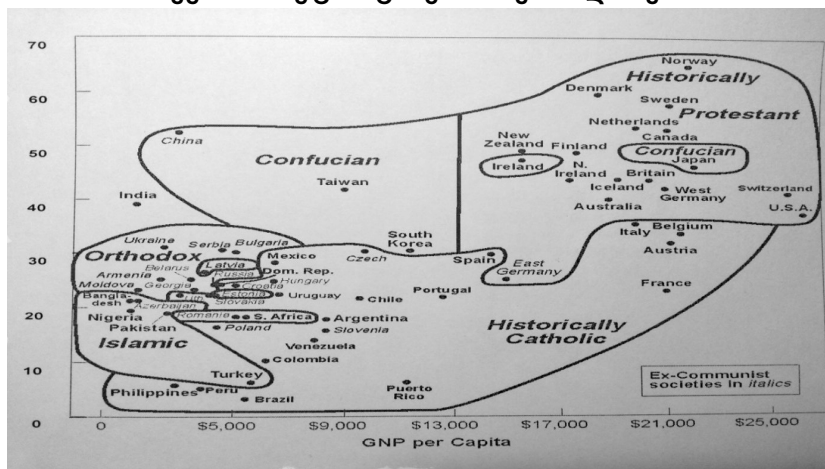 70
60
50
40
30
20
10
0
Norway
Historically
Denmark
Sweden
Protestant
Netherlands
Canada
China
New
Zealand
Finland
Confucian
Confucian
Ireland
N.
Ireland
Japan
Taiwan
Iceland
Britain
India
West
Germany
Switzerland
Australia
U.S.A.
South
Korea
Italy
Belgium
Ukraine
Serbia
Bulgaria
Mexico
Czech
Spain
East
Germany
Austria
Orthodox
Latvia
Belarus
Russia
Dom. Rep.
Armenia
Georgia
Croatia
Hungary
Moldova
Lith.
Estonia
Slovakia
Uruguay
Chile
Portugal
France
Bangla-
desh
Azerbaijan
Nigeria
Romania
S. Africa
Argentina
Historically
Catholic
Pakistan
Poland
Slovenia
Islamic
Venezuela
Colombia
Turkey
Philippines
Peru
Brazil
Puerto
Rico
Ex-Communist
societies in italics
0
$5,000
$9,000
$13,000
$17,000
$21,000
$25,000
GNP per Capita